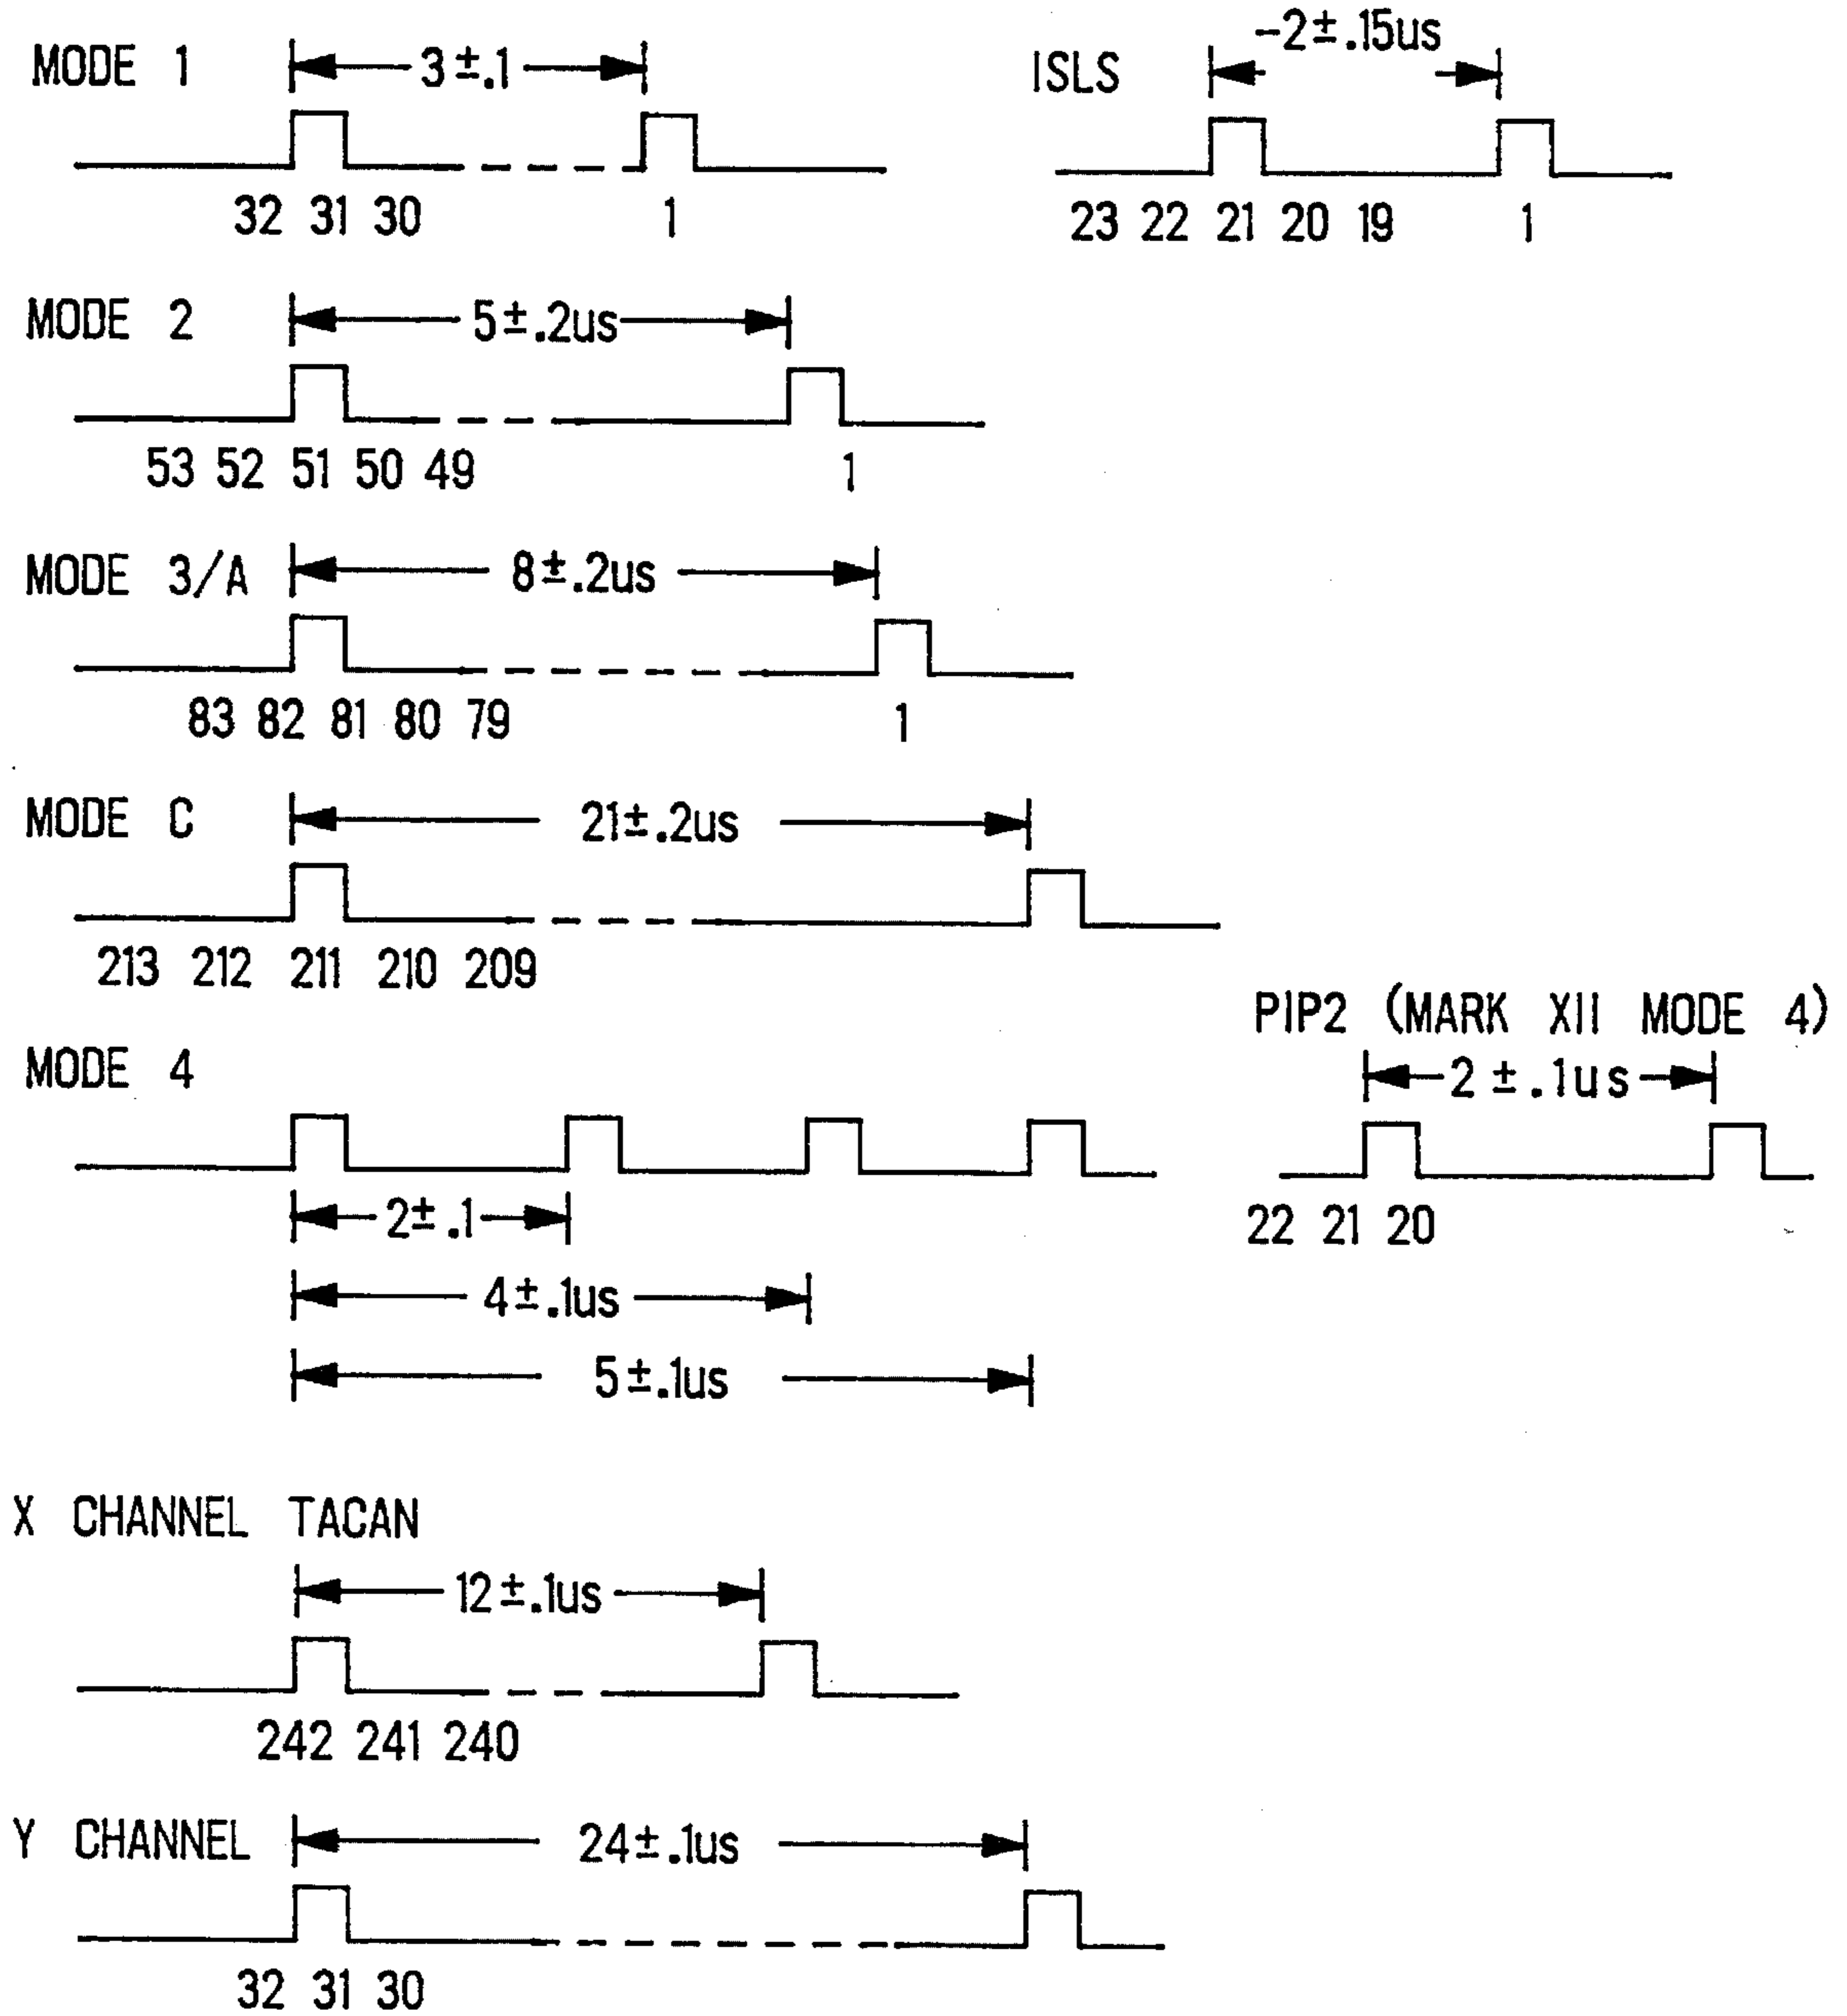 MODE 1
3±.1
32 31 30
1
ISLS
-2±.15us
23 22 21 20 19
1
MODE 2
5±.2us
53 52 51 50 49
1
MODE 3/A
8±.2us
83 82 81 80 79
1
MODE C
21±.2us
213 212 211 210 209
MODE 4
2±.1
4±.1us
5±.1us
PIP2 (MARK XII MODE 4)
2±.1us
22 21 20
X CHANNEL TACAN
12±.1us
242 241 240
Y CHANNEL
24±.1us
32 31 30